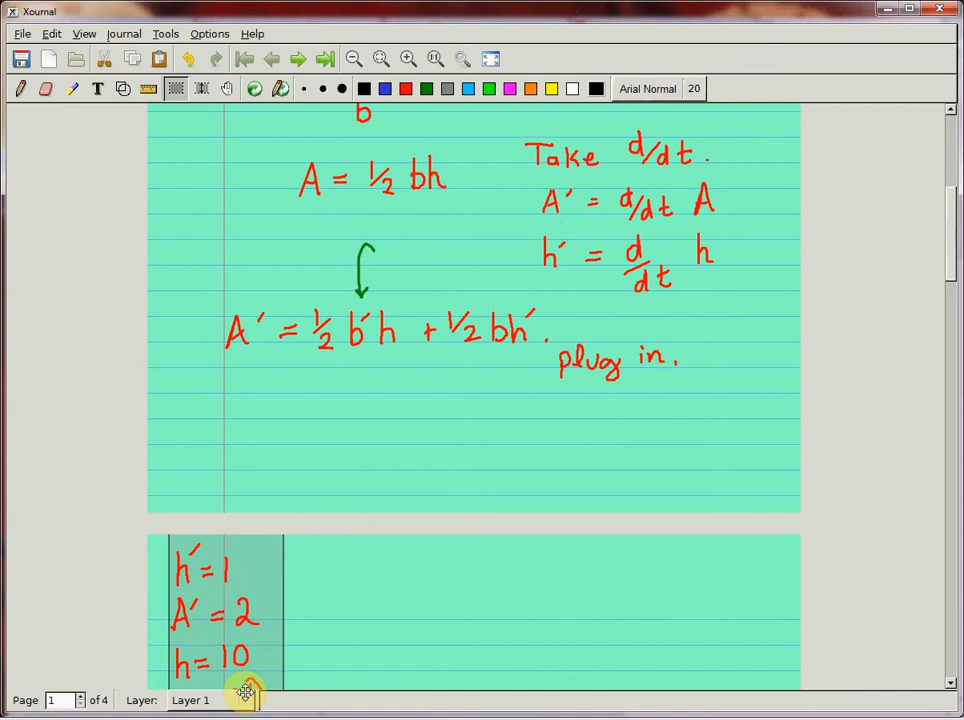 Xournal
File Edit View Journal Tools Options Help
Arial Normal 20
b
A = 1/2 bh
Take d/dt.
A' = d/dt A
h' = d/dt h
A' = 1/2 b'h + 1/2 bh'.
plug in.
h' = 1
A' = 2
h = 10
Page 1 of 4 Layer: Layer 1